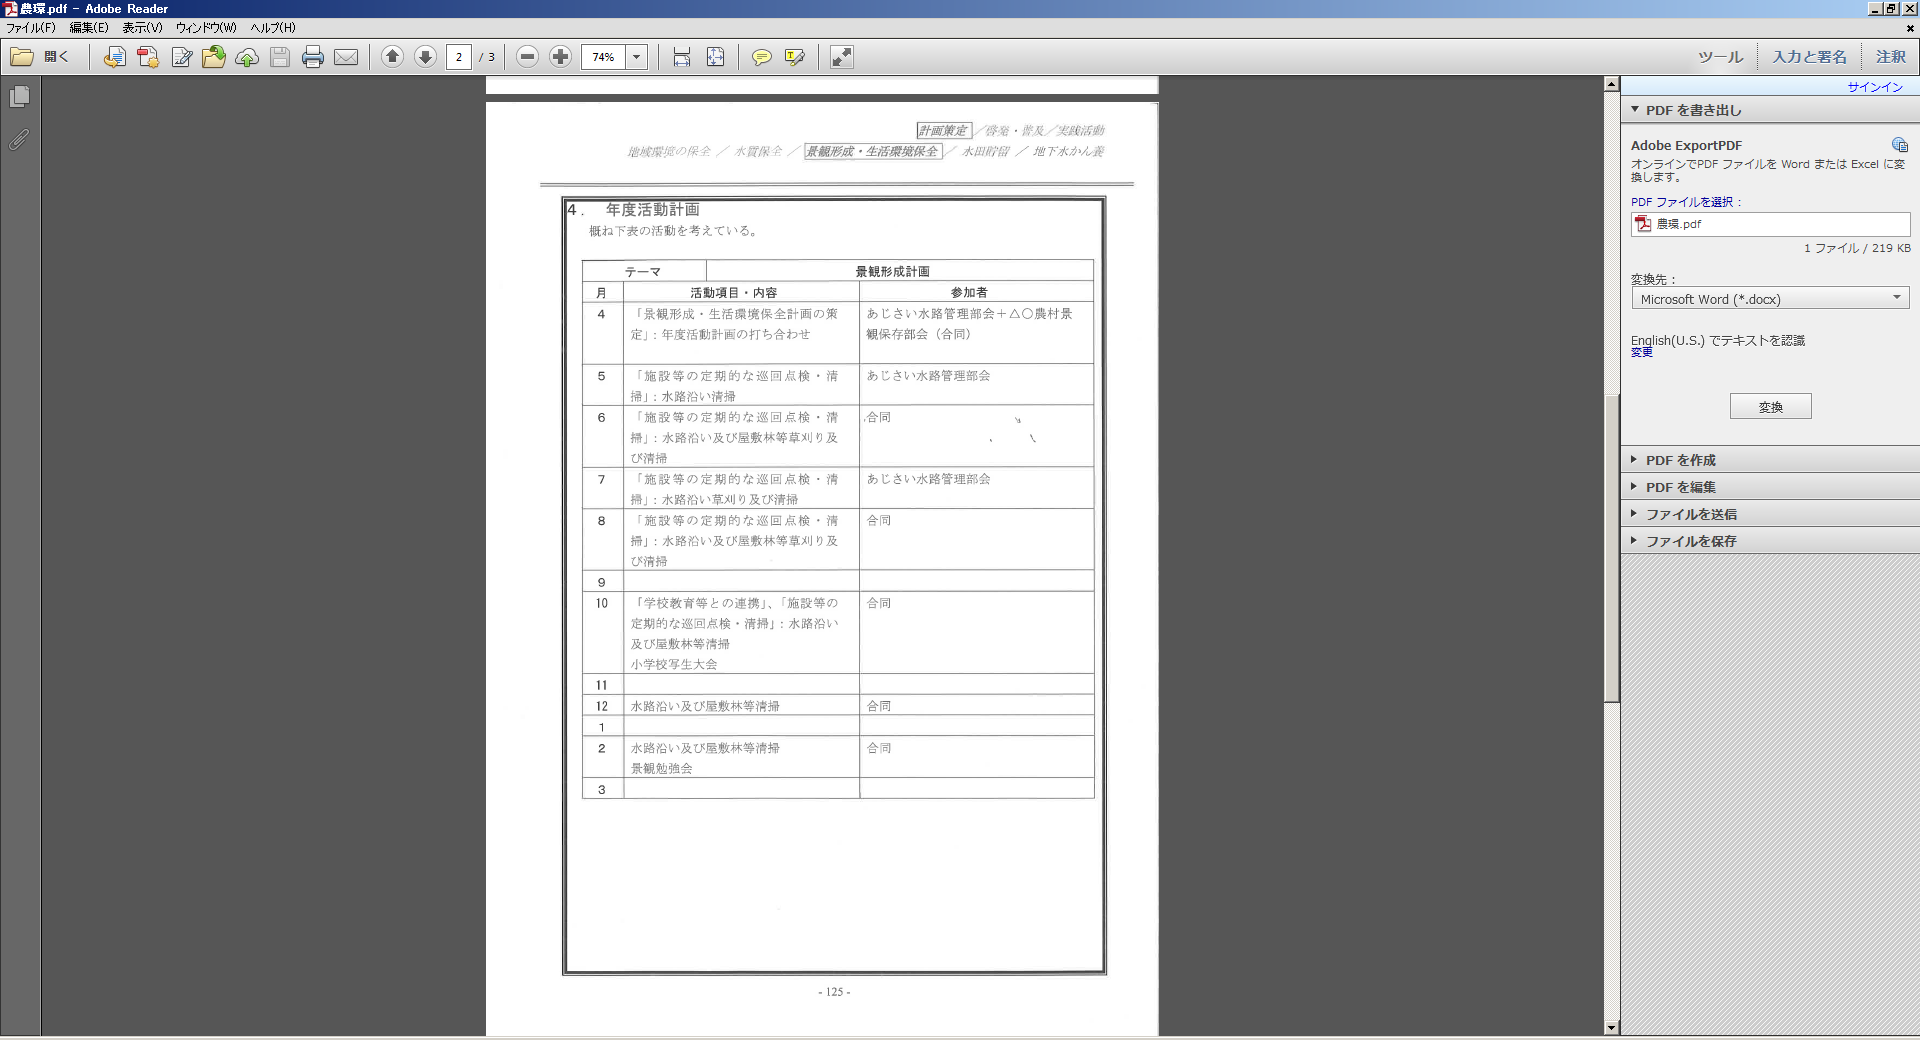 農環.pdf - Adobe Reader
ファイル(F) 編集(E) 表示(V) ウィンドウ(W) ヘルプ(H)
開く 2 / 3 74% ツール 入力と署名 注釈
サインイン
計画策定／啓発・普及／実践活動
地域環境の保全 ／ 水質保全 ／ 景観形成・生活環境保全 ／ 水田貯留 ／ 地下水かん養
4． 年度活動計画
概ね下表の活動を考えている。
テーマ 景観形成計画
月 活動項目・内容 参加者
4 「景観形成・生活環境保全計画の策 あじさい水路管理部会＋△○農村景
定」：年度活動計画の打ち合わせ 観保存部会（合同）
5 「施設等の定期的な巡回点検・清 あじさい水路管理部会
掃」：水路沿い清掃
6 「施設等の定期的な巡回点検・清 合同
掃」：水路沿い及び屋敷林等草刈り及
び清掃
7 「施設等の定期的な巡回点検・清 あじさい水路管理部会
掃」：水路沿い草刈り及び清掃
8 「施設等の定期的な巡回点検・清 合同
掃」：水路沿い及び屋敷林等草刈り及
び清掃
9
10 「学校教育等との連携」、「施設等の 合同
定期的な巡回点検・清掃」：水路沿い
及び屋敷林等清掃
小学校写生大会
11
12 水路沿い及び屋敷林等清掃 合同
1
2 水路沿い及び屋敷林等清掃 合同
景観勉強会
3
- 125 -
PDF を書き出し
Adobe ExportPDF
オンラインでPDF ファイルを Word または Excel に変
換します。
PDF ファイルを選択：
農環.pdf
1 ファイル / 219 KB
変換先：
Microsoft Word (*.docx)
English(U.S.) でテキストを認識
変更
変換
PDF を作成
PDF を編集
ファイルを送信
ファイルを保存